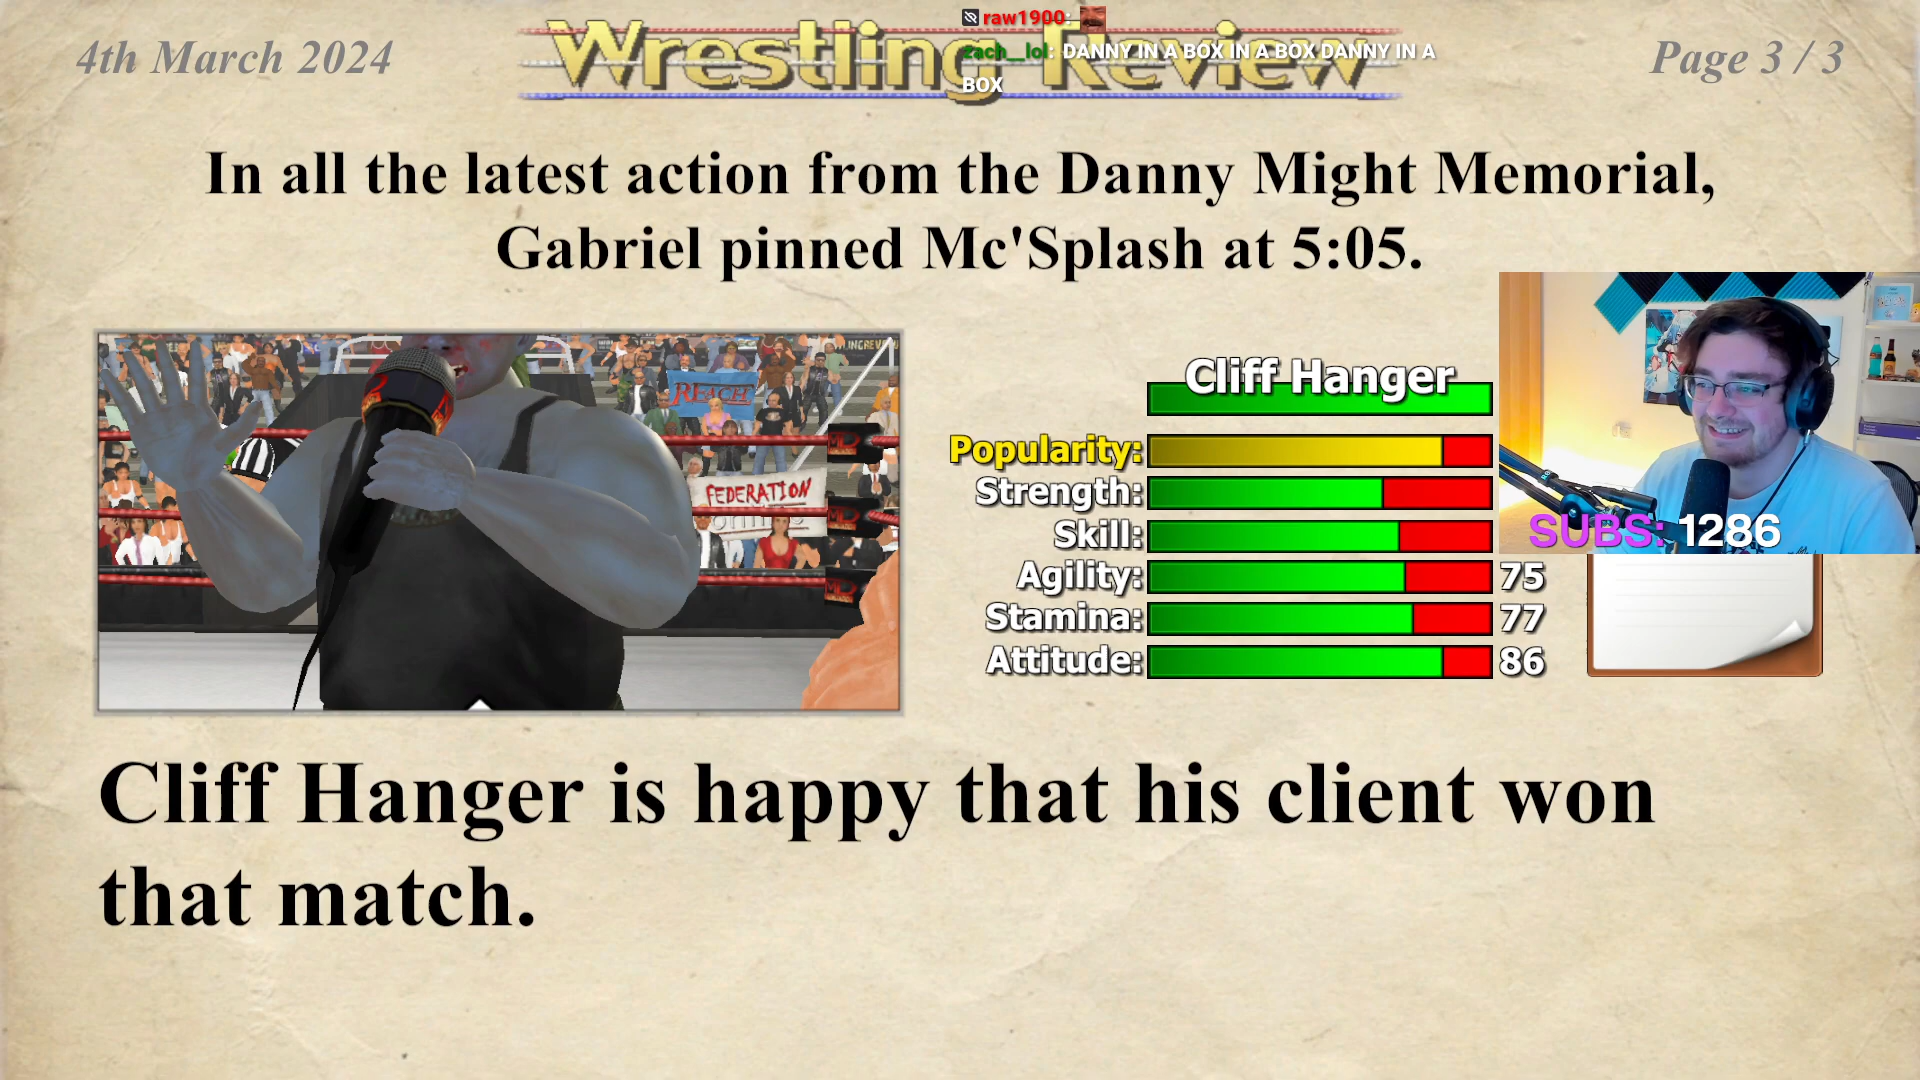 raw1900:
zach__lol: DANNY IN A BOX IN A BOX DANNY IN A
BOX
4th March 2024
Wrestling Review
Page 3 / 3
In all the latest action from the Danny Might Memorial,
Gabriel pinned Mc'Splash at 5:05.
REACH
FEDERATION
Cliff Hanger
Popularity:
Strength:
Skill:
Agility: 75
Stamina: 77
Attitude: 86
SUBS: 1286
Cliff Hanger is happy that his client won
that match.